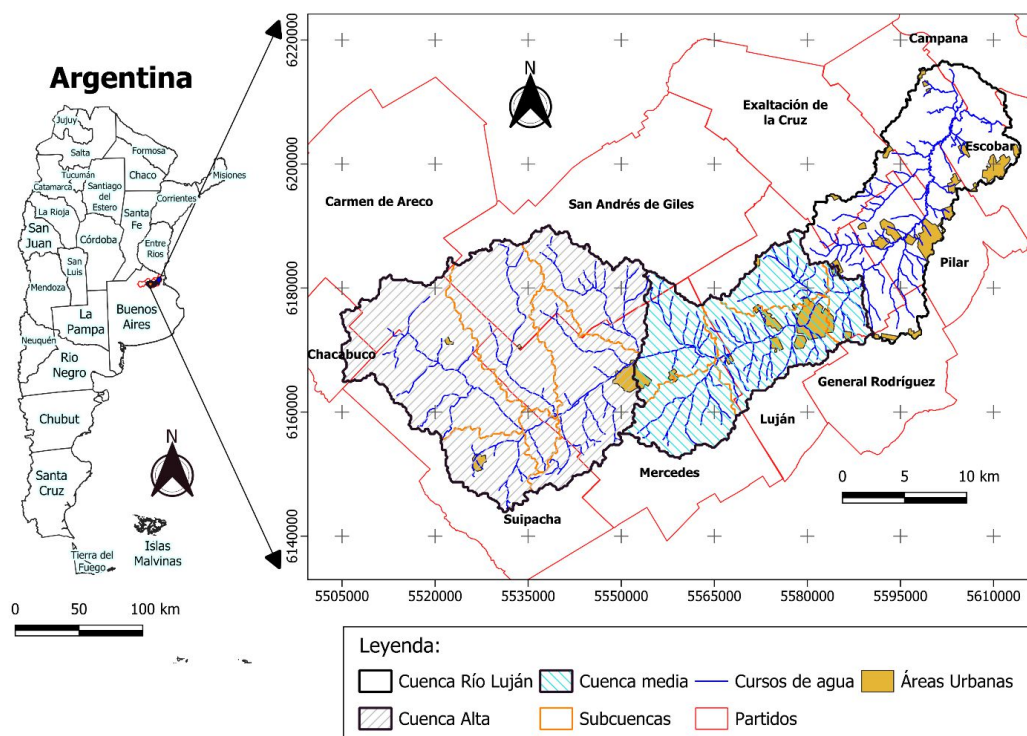 Argentina
N
Jujuy
Salta
Formosa
Tucumán
Chaco
Misiones
Catamarca
Santiago
del
Estero
Corrientes
La Rioja
Santa
Fe
San
Juan
Córdoba
Entre
Rios
San
Luis
Mendoza
Buenos
Aires
La
Pampa
Neuquén
Rio
Negro
Chubut
N
Santa
Cruz
Islas
Malvinas
Tierra del
Fuego
0 50 100 km
6220000
6200000
6180000
6160000
6140000
Campana
Exaltación de
la Cruz
Escobar
Carmen de Areco
San Andrés de Giles
Pilar
Chacabuco
General Rodríguez
Luján
Mercedes
Suipacha
0 5 10 km
5505000 5520000 5535000 5550000 5565000 5580000 5595000 5610000
Leyenda:
Cuenca Río Luján Cuenca media Cursos de agua Áreas Urbanas
Cuenca Alta Subcuencas Partidos